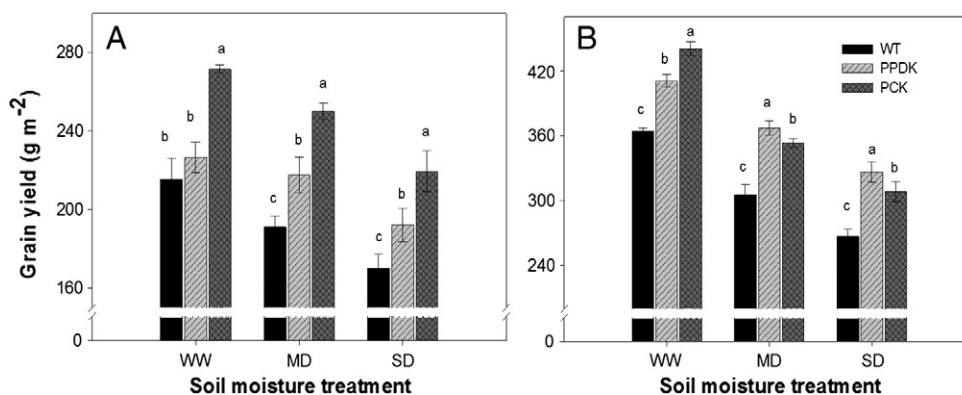 A
Grain yield (g m-2)
280
240
200
160
0
b
b
a
c
b
a
c
b
a
WW
MD
SD
Soil moisture treatment
B
420
360
300
240
0
c
b
a
c
a
b
c
a
b
WT
PPDK
PCK
WW
MD
SD
Soil moisture treatment